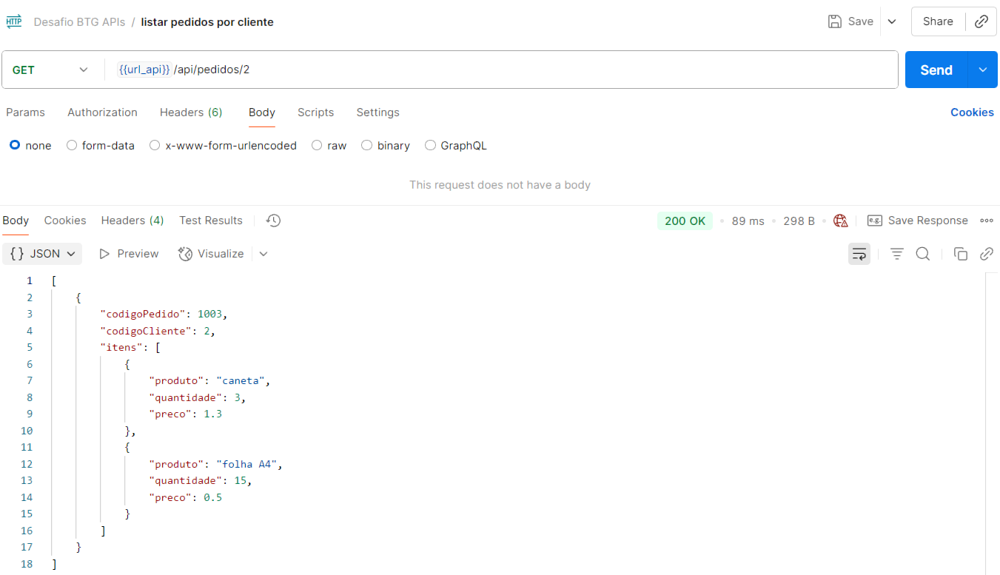 HTTP Desafio BTG APIs / listar pedidos por cliente Save Share
GET {{url_api}} /api/pedidos/2 Send
Params Authorization Headers (6) Body Scripts Settings Cookies
none form-data x-www-form-urlencoded raw binary GraphQL
This request does not have a body
Body Cookies Headers (4) Test Results 200 OK • 89 ms • 298 B • e.g. Save Response
{} JSON Preview Visualize
1 [
2 {
3 "codigoPedido": 1003,
4 "codigoCliente": 2,
5 "itens": [
6 {
7 "produto": "caneta",
8 "quantidade": 3,
9 "preco": 1.3
10 },
11 {
12 "produto": "folha A4",
13 "quantidade": 15,
14 "preco": 0.5
15 }
16 ]
17 }
18 ]